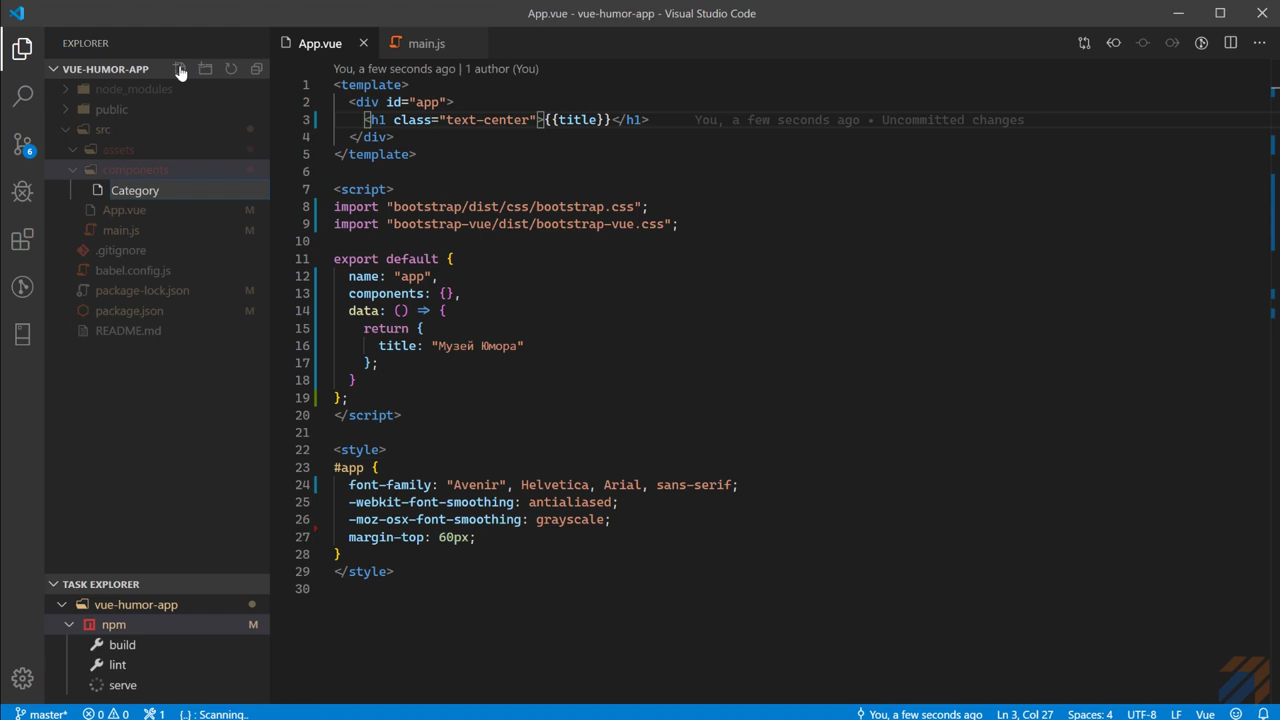 App.vue - vue-humor-app - Visual Studio Code
EXPLORER
App.vue
main.js
VUE-HUMOR-APP
node_modules
public
src
assets
components
Category
App.vue M
main.js M
.gitignore
babel.config.js
package-lock.json M
package.json M
README.md
You, a few seconds ago | 1 author (You)
1 <template>
2 <div id="app">
3 <h1 class="text-center">{{title}}</h1> You, a few seconds ago • Uncommitted changes
4 </div>
5 </template>
6
7 <script>
8 import "bootstrap/dist/css/bootstrap.css";
9 import "bootstrap-vue/dist/bootstrap-vue.css";
10
11 export default {
12 name: "app",
13 components: {},
14 data: () ⇒ {
15 return {
16 title: "Музей Юмора"
17 };
18 }
19 };
20 </script>
21
22 <style>
23 #app {
24 font-family: "Avenir", Helvetica, Arial, sans-serif;
25 -webkit-font-smoothing: antialiased;
26 -moz-osx-font-smoothing: grayscale;
27 margin-top: 60px;
28 }
29 </style>
30
6
TASK EXPLORER
vue-humor-app
npm M
build
lint
serve
master* 0 0 1 {..} : Scanning.. You, a few seconds ago Ln 3, Col 27 Spaces: 4 UTF-8 LF Vue